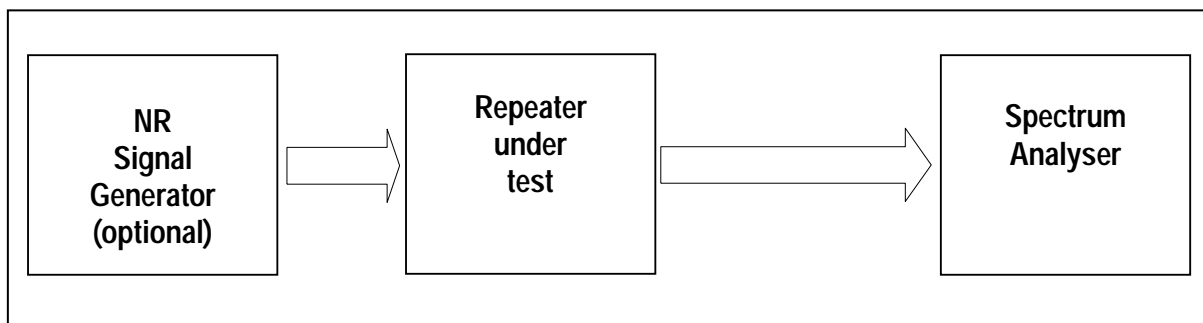 NR
Signal
Generator
(optional)
Repeater
under
test
Spectrum
Analyser